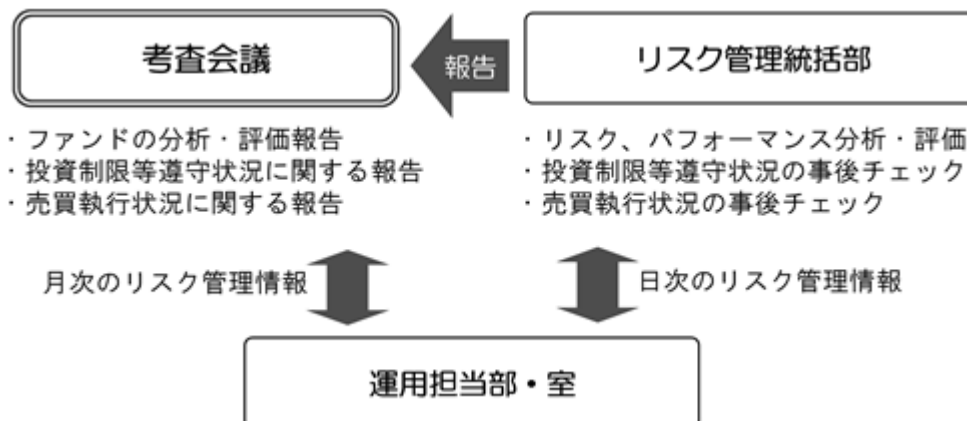 考査会議
報告
リスク管理統括部
・ファンドの分析・評価報告
・投資制限等遵守状況に関する報告
・売買執行状況に関する報告
・リスク、パフォーマンス分析・評価
・投資制限等遵守状況の事後チェック
・売買執行状況の事後チェック
月次のリスク管理情報
日次のリスク管理情報
運用担当部・室